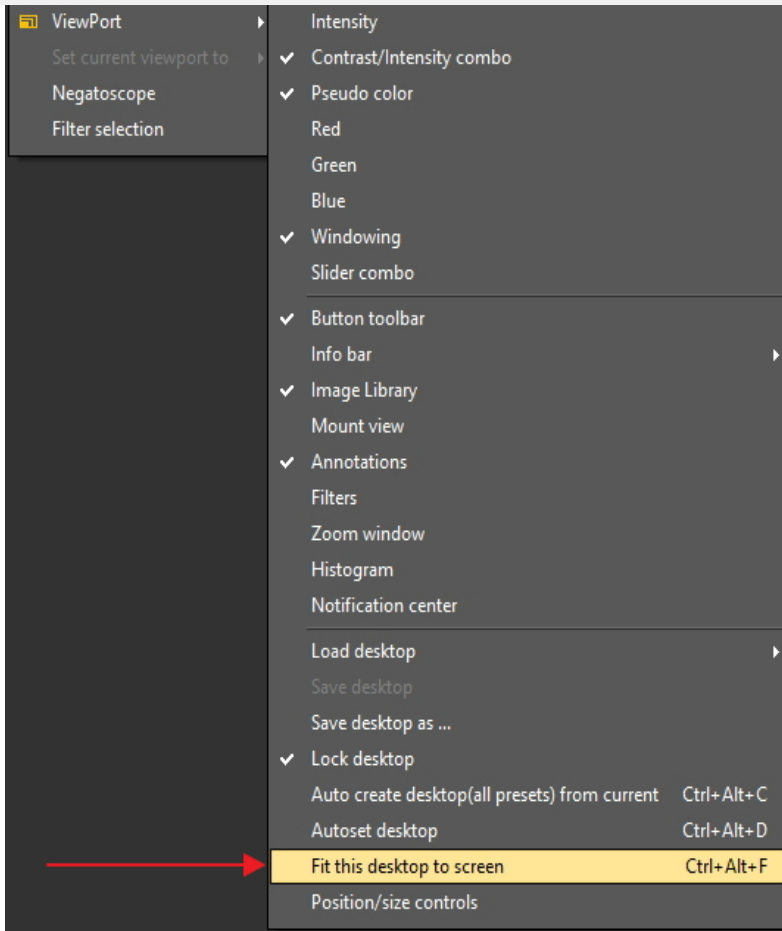 ViewPort
Set current viewport to
Negatoscope
Filter selection
Intensity
Contrast/Intensity combo
Pseudo color
Red
Green
Blue
Windowing
Slider combo
Button toolbar
Info bar
Image Library
Mount view
Annotations
Filters
Zoom window
Histogram
Notification center
Load desktop
Save desktop
Save desktop as ...
Lock desktop
Auto create desktop(all presets) from current Ctrl+Alt+C
Autoset desktop Ctrl+Alt+D
Fit this desktop to screen Ctrl+Alt+F
Position/size controls